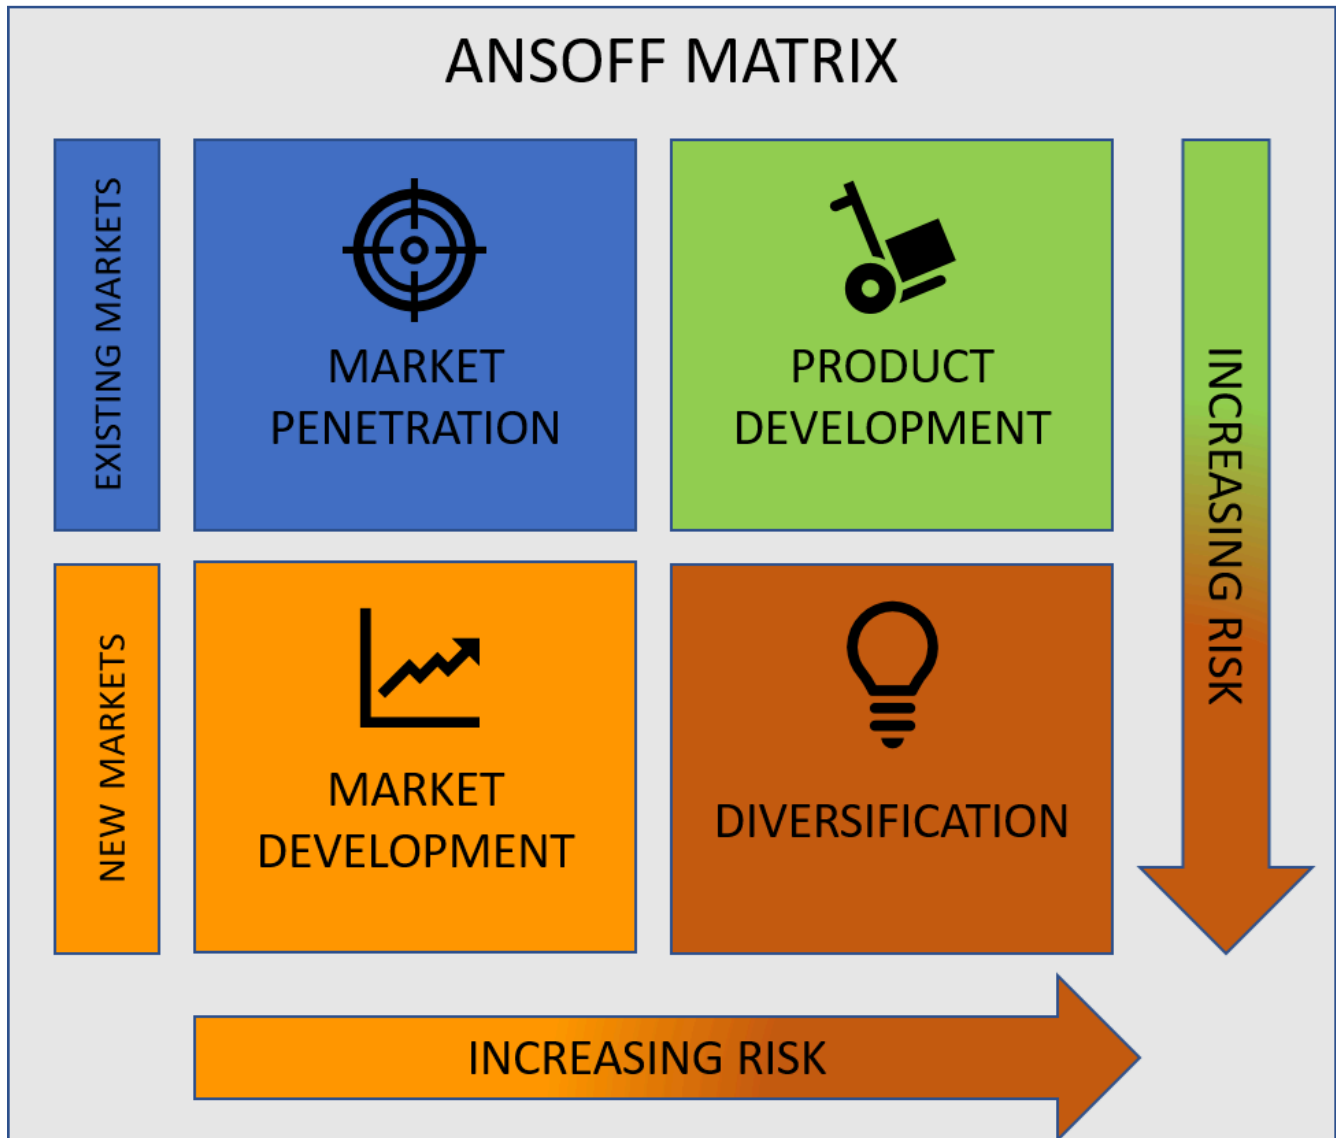 ANSOFF MATRIX
EXISTING MARKETS
MARKET
PENETRATION
PRODUCT
DEVELOPMENT
INCREASING RISK
NEW MARKETS
MARKET
DEVELOPMENT
DIVERSIFICATION
INCREASING RISK